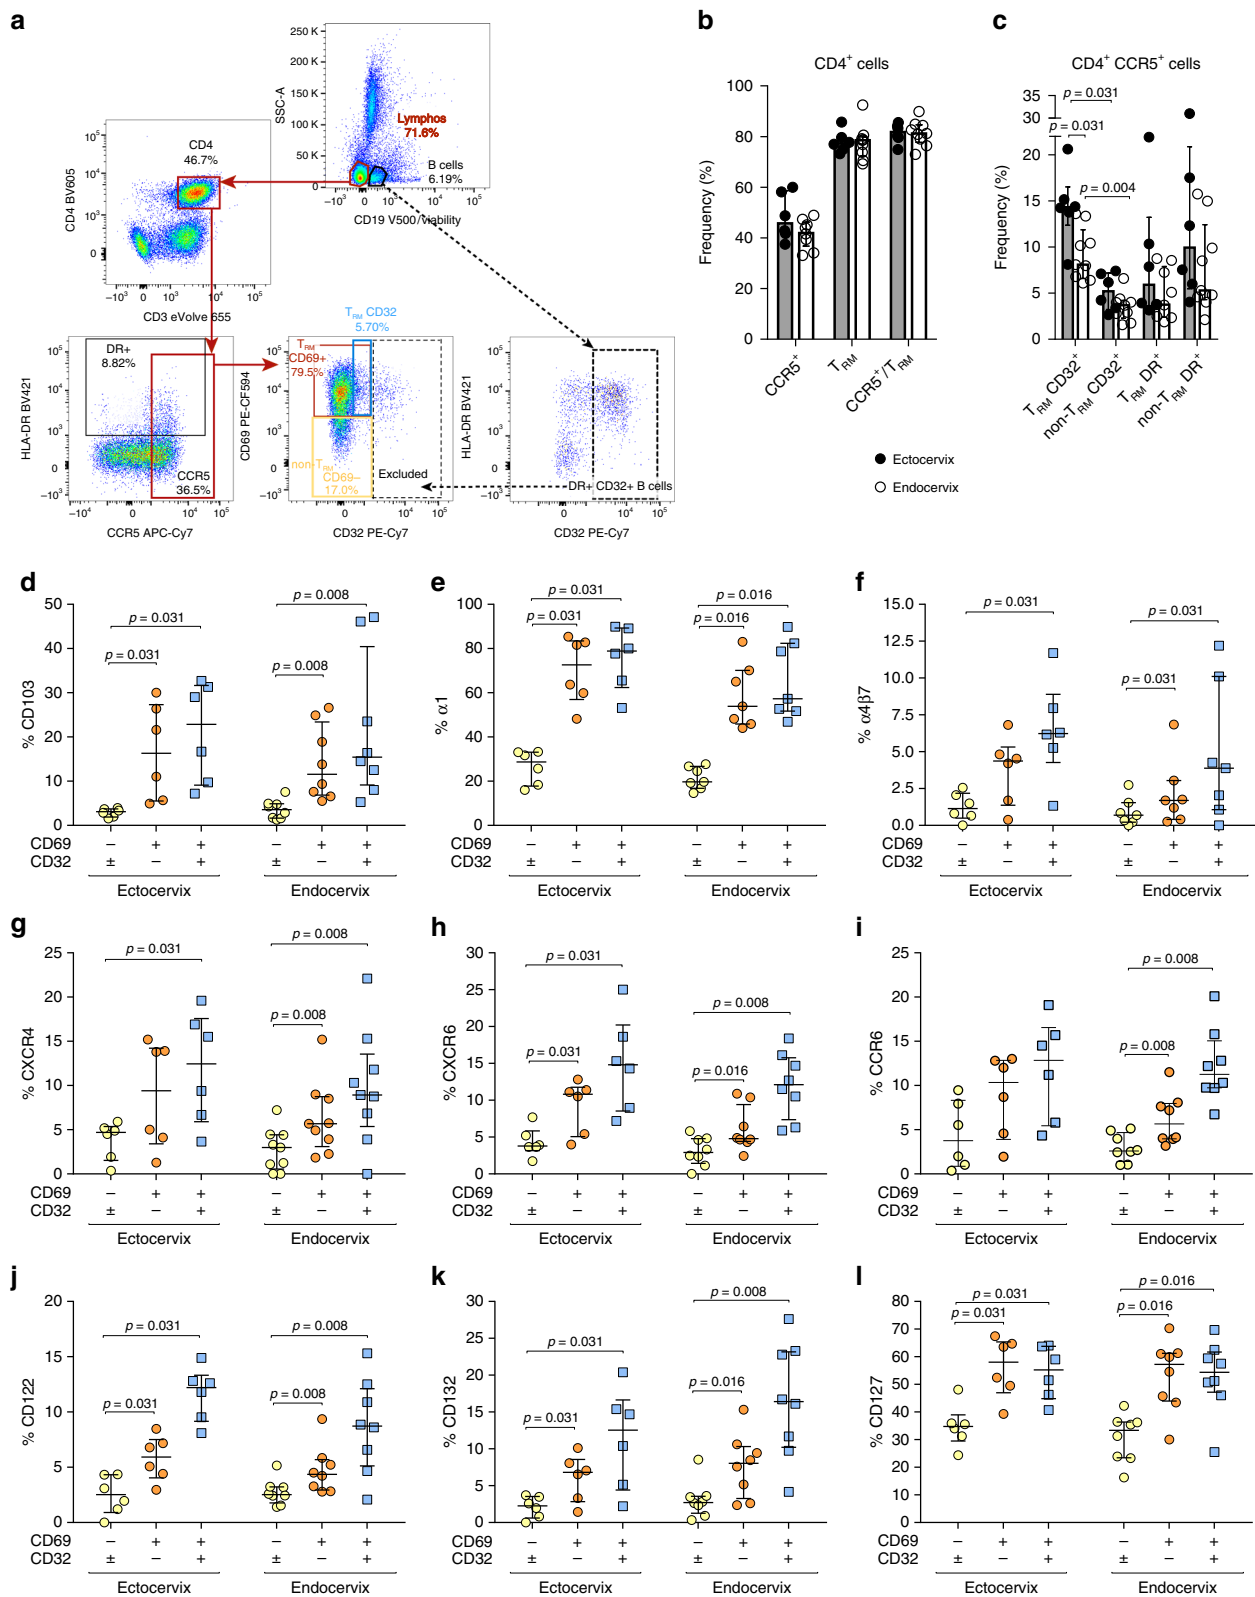 a
250 K
200 K
150 K
100 K
50 K
0
SSC-A
Lymphos
71.6%
B cells
6.19%
−10³ 0 10³ 10⁴ 10⁵
CD19 V500/Viability
10⁵
10⁴
10³
0
CD4 BV605
CD4
46.7%
−10³ 0 10³ 10⁴ 10⁵
CD3 eVolve 655
10⁵
10⁴
10³
0
−10³
HLA-DR BV421
DR+
8.82%
CCR5
36.5%
−10³ 0 10³ 10⁴ 10⁵
CCR5 APC-Cy7
10⁵
10⁴
10³
0
−10³
CD69 PE-CF594
TRM CD32
5.70%
TRM
CD69+
79.5%
non-TRM
CD69−
17.0%
Excluded
−10³ 0 10³ 10⁴ 10⁵
CD32 PE-Cy7
10⁵
10⁴
10³
0
−10³
HLA-DR BV421
DR+ CD32+ B cells
−10³ 0 10³ 10⁴ 10⁵
CD32 PE-Cy7
b
CD4⁺ cells
100
80
60
40
20
0
Frequency (%)
CCR5⁺
TRM
CCR5⁺/TRM
c
CD4⁺ CCR5⁺ cells
35
30
25
20
15
10
5
0
Frequency (%)
p = 0.031
p = 0.031
p = 0.004
TRM CD32⁺
non-TRM CD32⁺
TRM DR⁺
non-TRM DR⁺
Ectocervix
Endocervix
d
50
40
30
20
10
0
% CD103
p = 0.031
p = 0.031
p = 0.008
p = 0.008
CD69 − + + − + +
CD32 ± − + ± − +
Ectocervix Endocervix
e
100
80
60
40
20
0
% α1
p = 0.031
p = 0.031
p = 0.016
p = 0.016
− + + − + +
± − + ± − +
Ectocervix Endocervix
f
15.0
12.5
10.0
7.5
5.0
2.5
0.0
% α4β7
p = 0.031
p = 0.031
p = 0.031
− + + − + +
± − + ± − +
Ectocervix Endocervix
g
25
20
15
10
5
0
% CXCR4
p = 0.031
p = 0.008
p = 0.008
CD69 − + + − + +
CD32 ± − + ± − +
Ectocervix Endocervix
h
30
25
20
15
10
5
0
% CXCR6
p = 0.031
p = 0.031
p = 0.008
p = 0.016
− + + − + +
± − + ± − +
Ectocervix Endocervix
i
25
20
15
10
5
0
% CCR6
p = 0.008
p = 0.008
− + + − + +
± − + ± − +
Ectocervix Endocervix
j
20
15
10
5
0
% CD122
p = 0.031
p = 0.031
p = 0.008
p = 0.008
CD69 − + + − + +
CD32 ± − + ± − +
Ectocervix Endocervix
k
30
20
10
0
% CD132
p = 0.031
p = 0.031
p = 0.008
p = 0.016
− + + − + +
± − + ± − +
Ectocervix Endocervix
l
80
70
60
50
40
30
20
10
0
% CD127
p = 0.031
p = 0.031
p = 0.016
p = 0.016
− + + − + +
± − + ± − +
Ectocervix Endocervix